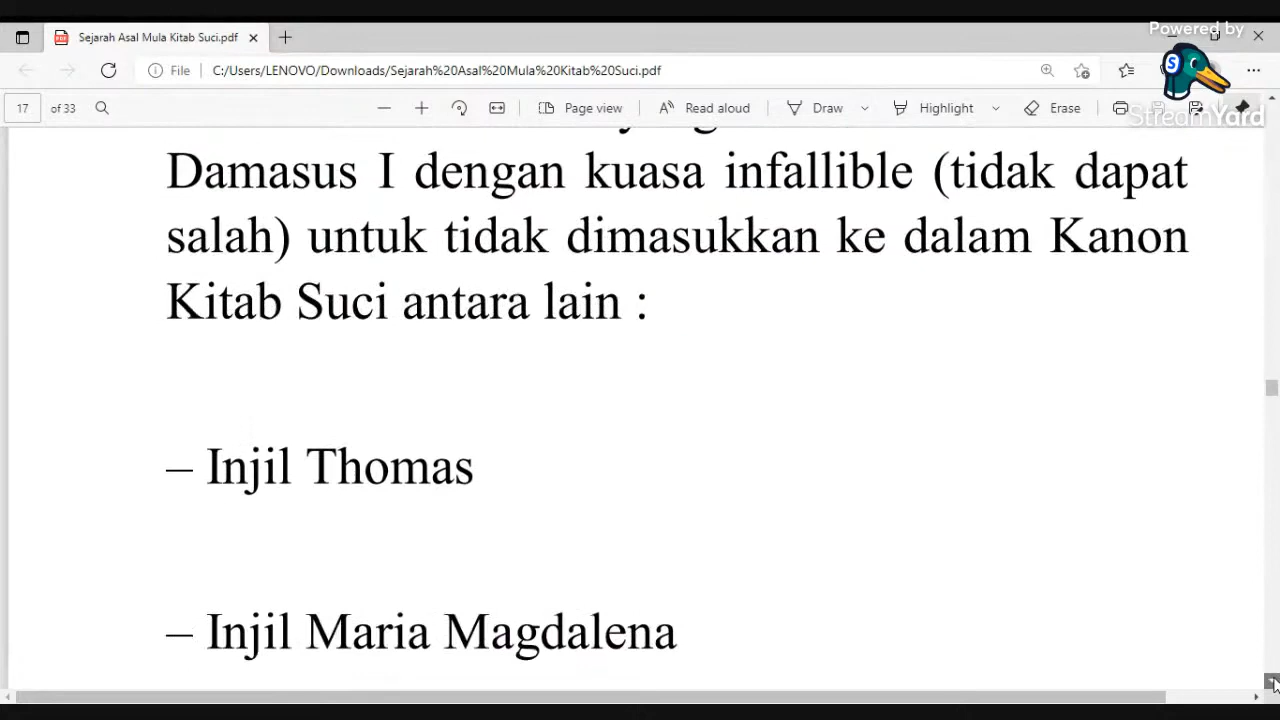 Powered by
StreamYard
Sejarah Asal Mula Kitab Suci.pdf
File C:/Users/LENOVO/Downloads/Sejarah%20Asal%20Mula%20Kitab%20Suci.pdf
17 of 33 Page view Read aloud Draw Highlight Erase
Damasus I dengan kuasa infallible (tidak dapat
salah) untuk tidak dimasukkan ke dalam Kanon
Kitab Suci antara lain :
– Injil Thomas
– Injil Maria Magdalena